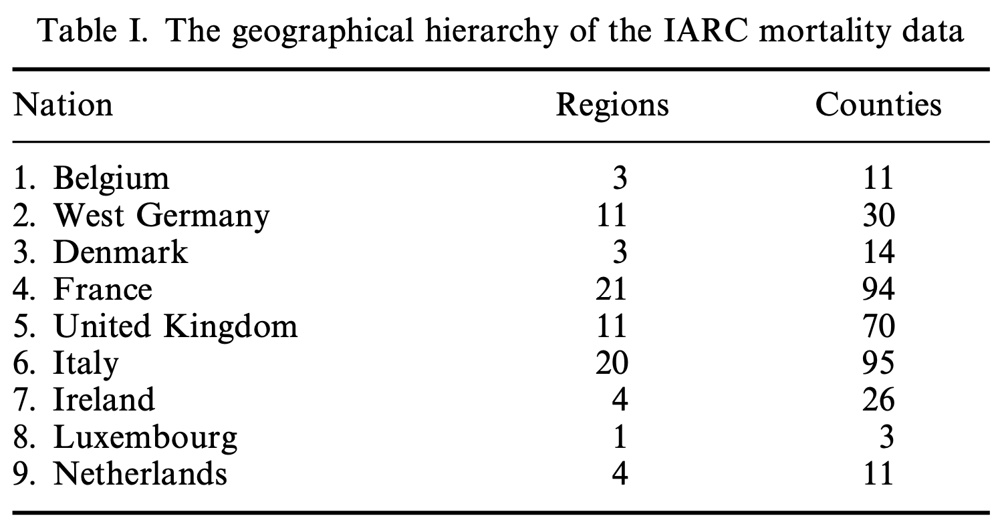 Table I. The geographical hierarchy of the IARC mortality data
Nation Regions Counties
1. Belgium 3 11
2. West Germany 11 30
3. Denmark 3 14
4. France 21 94
5. United Kingdom 11 70
6. Italy 20 95
7. Ireland 4 26
8. Luxembourg 1 3
9. Netherlands 4 11